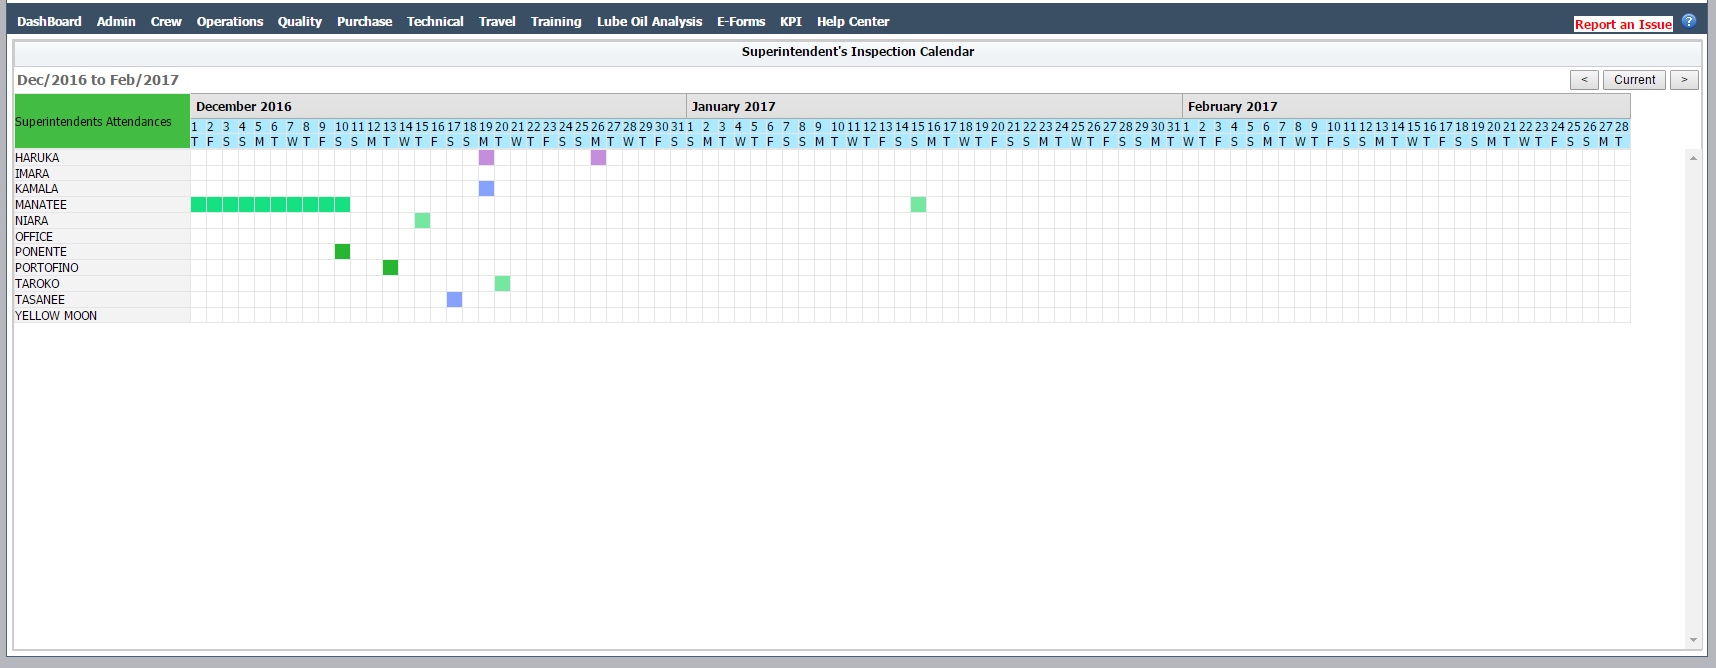 DashBoard Admin Crew Operations Quality Purchase Technical Travel Training Lube Oil Analysis E-Forms KPI Help Center Report an Issue ?
Superintendent's Inspection Calendar
Dec/2016 to Feb/2017 < Current >
Superintendents Attendances
December 2016 January 2017 February 2017
1 2 3 4 5 6 7 8 9 10 11 12 13 14 15 16 17 18 19 20 21 22 23 24 25 26 27 28 29 30 31 1 2 3 4 5 6 7 8 9 10 11 12 13 14 15 16 17 18 19 20 21 22 23 24 25 26 27 28 29 30 31 1 2 3 4 5 6 7 8 9 10 11 12 13 14 15 16 17 18 19 20 21 22 23 24 25 26 27 28
T F S S M T W T F S S M T W T F S S M T W T F S S M T W T F S S M T W T F S S M T W T F S S M T W T F S S M T W T F S S M T W T F S S M T W T F S S M T W T F S S M T W T F S S M T
HARUKA
IMARA
KAMALA
MANATEE
NIARA
OFFICE
PONENTE
PORTOFINO
TAROKO
TASANEE
YELLOW MOON